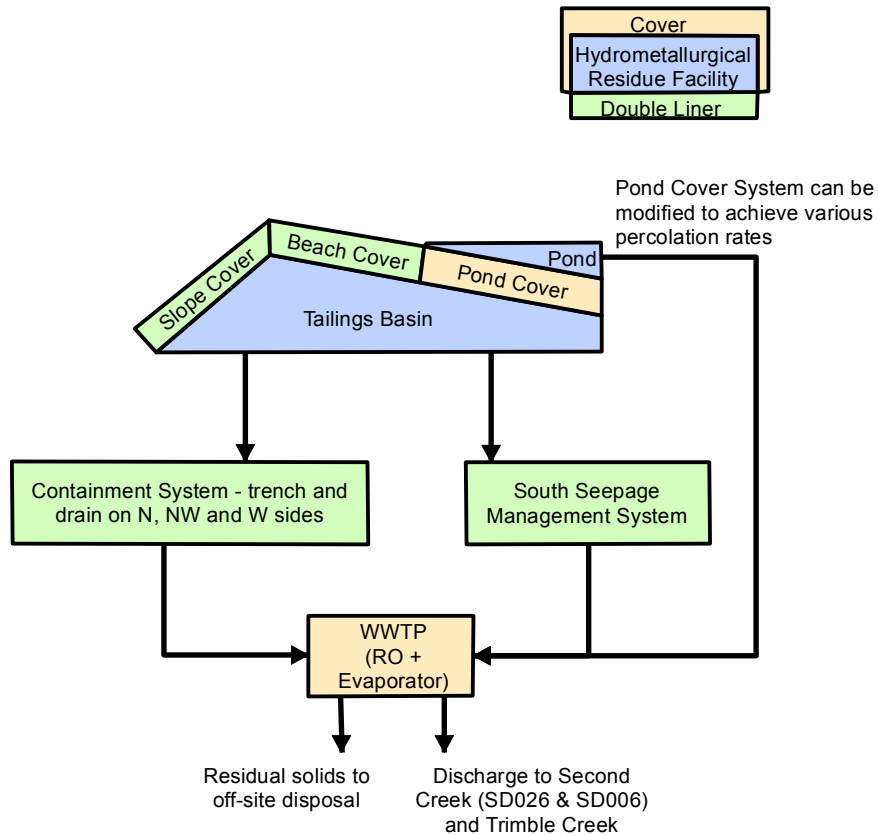 Cover
Hydrometallurgical
Residue Facility
Double Liner
Pond Cover System can be
modified to achieve various
percolation rates
Slope Cover
Beach Cover
Pond
Pond Cover
Tailings Basin
Containment System - trench and
drain on N, NW and W sides
South Seepage
Management System
WWTP
(RO +
Evaporator)
Residual solids to
off-site disposal
Discharge to Second
Creek (SD026 & SD006)
and Trimble Creek